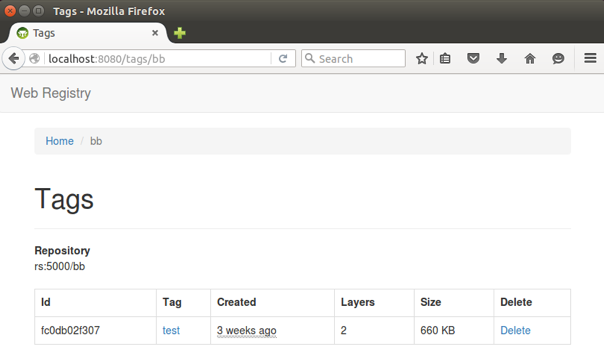 Tags - Mozilla Firefox
Tags
localhost:8080/tags/bb
Search
Web Registry
Home / bb
Tags
Repository
rs:5000/bb
Id Tag Created Layers Size Delete
fc0db02f307 test 3 weeks ago 2 660 KB Delete